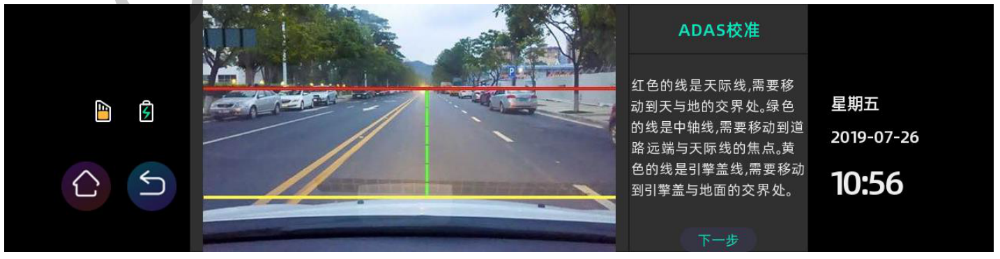 ADAS校准
红色的线是天际线,需要移
动到天与地的交界处。绿色
的线是中轴线,需要移动到道
路远端与天际线的焦点。黄
色的线是引擎盖线,需要移动
到引擎盖与地面的交界处。
下一步
P
星期五
2019-07-26
10:56